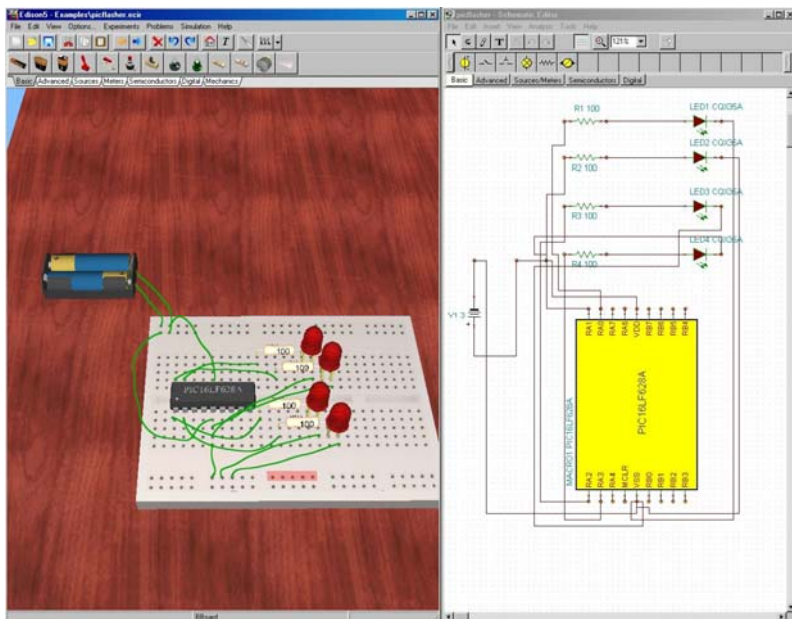 Edison5 - Examples\picflasher.ecir
File Edit View Options... Experiments Problems Simulation Help
Basic Advanced Sources Meters Semiconductors Digital Mechanics
100
100
PIC16LF628A
100
100
BBoard
picflasher - Schematic Editor
File Edit View Insert View Analysis Tools Help
121%
Basic Advanced Sources/Meters Semiconductors Digital
R1 100
LED1 CQX35A
R2 100
LED2 CQX35A
R3 100
LED3 CQX35A
R4 100
LED4 CQX35A
V1 3
RA1 RA0 RA7 RA6 VDD RB7 RB6 RB5 RB4
MACRO1 PIC16LF628A
PIC16LF628A
RA2 RA3 RA4 MCLR VSS RB0 RB1 RB2 RB3